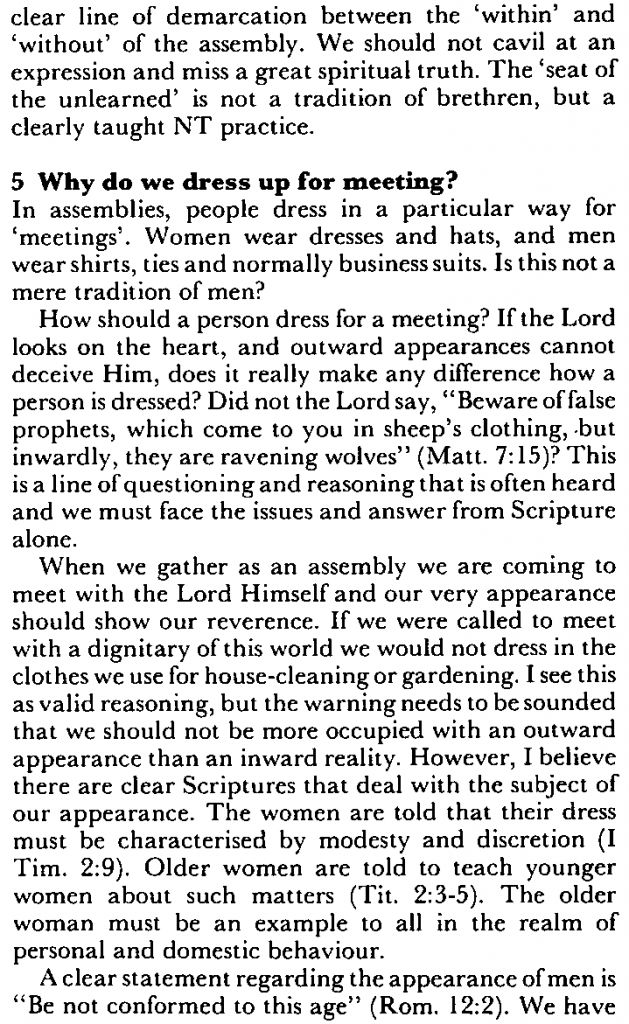 clear line of demarcation between the ‘within’ and
‘without’ of the assembly. We should not cavil at an
expression and miss a great spiritual truth. The ‘seat of
the unlearned’ is not a tradition of brethren, but a
clearly taught NT practice.
5 Why do we dress up for meeting?
In assemblies, people dress in a particular way for
‘meetings’. Women wear dresses and hats, and men
wear shirts, ties and normally business suits. Is this not a
mere tradition of men?
How should a person dress for a meeting? If the Lord
looks on the heart, and outward appearances cannot
deceive Him, does it really make any difference how a
person is dressed? Did not the Lord say, “Beware of false
prophets, which come to you in sheep’s clothing, but
inwardly, they are ravening wolves” (Matt. 7:15)? This
is a line of questioning and reasoning that is often heard
and we must face the issues and answer from Scripture
alone.
When we gather as an assembly we are coming to
meet with the Lord Himself and our very appearance
should show our reverence. If we were called to meet
with a dignitary of this world we would not dress in the
clothes we use for house-cleaning or gardening. I see this
as valid reasoning, but the warning needs to be sounded
that we should not be more occupied with an outward
appearance than an inward reality. However, I believe
there are clear Scriptures that deal with the subject of
our appearance. The women are told that their dress
must be characterised by modesty and discretion (I
Tim. 2:9). Older women are told to teach younger
women about such matters (Tit. 2:3-5). The older
woman must be an example to all in the realm of
personal and domestic behaviour.
A clear statement regarding the appearance of men is
“Be not conformed to this age” (Rom. 12:2). We have